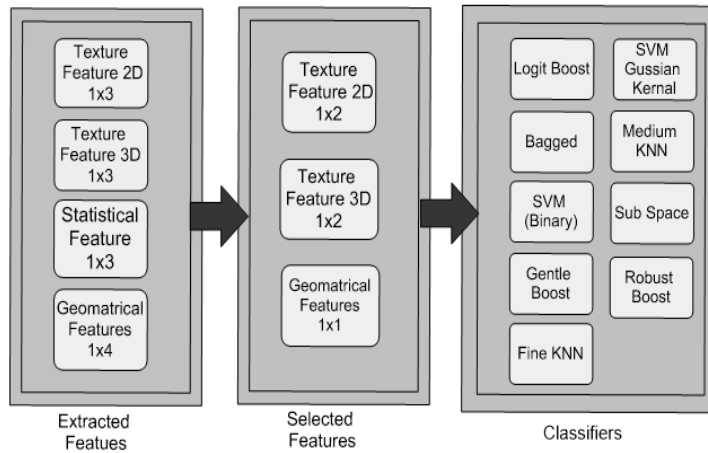 Texture
Feature 2D
1x3
Texture
Feature 3D
1x3
Statistical
Feature
1x3
Geomatrical
Features
1x4
Extracted
Featues
Texture
Feature 2D
1x2
Texture
Feature 3D
1x2
Geomatrical
Features
1x1
Selected
Features
Logit Boost
SVM
Gussian
Kernal
Bagged
Medium
KNN
SVM
(Binary)
Sub Space
Gentle
Boost
Robust
Boost
Fine KNN
Classifiers